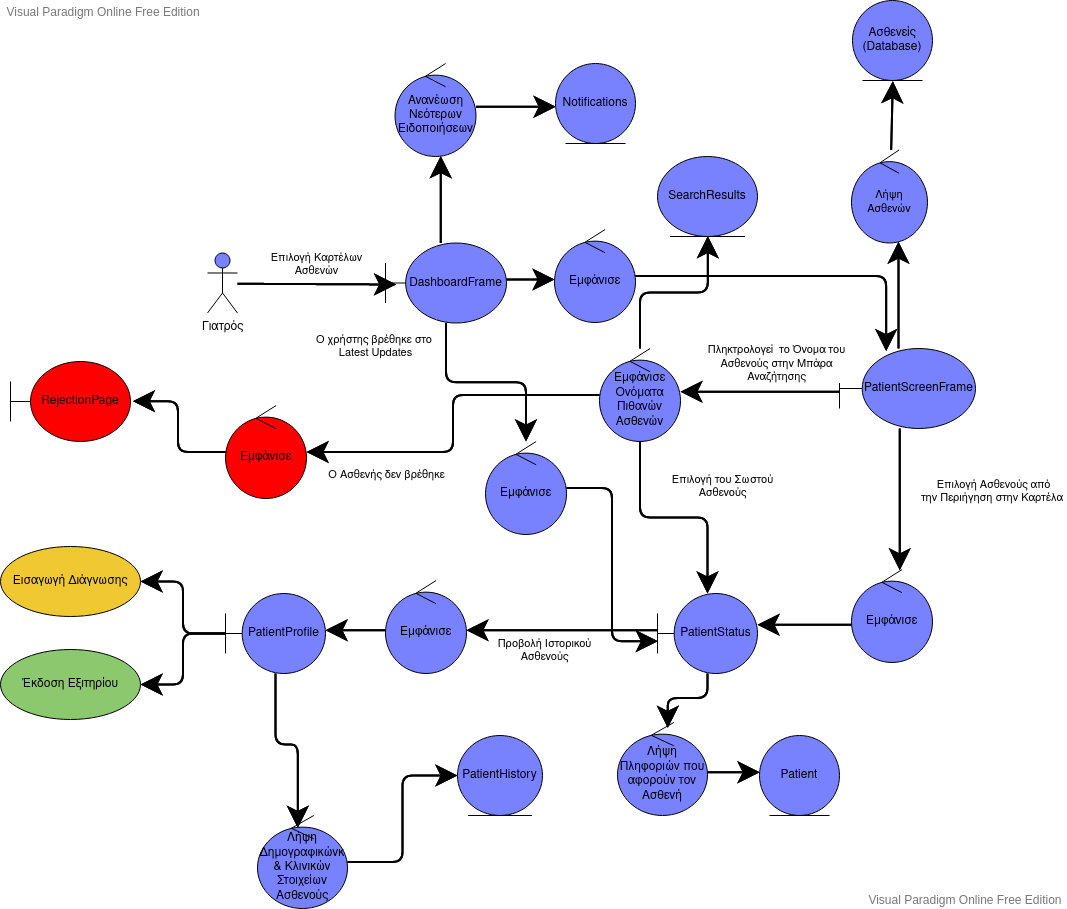 Visual Paradigm Online Free Edition
Ασθενείς
(Database)
Ανανέωση
Νεότερων
Ειδοποιήσεων
Notifications
SearchResults
Λήψη
Ασθενών
Επιλογή Καρτέλων
Ασθενών
DashboardFrame
Εμφάνισε
Γιατρός
Ο χρήστης βρέθηκε στο
Latest Updates
Πληκτρολογεί το Όνομα του
Ασθενούς στην Μπάρα
Αναζήτησης
PatientScreenFrame
Εμφάνισε
Ονόματα
Πιθανών
Ασθενών
RejectionPage
Εμφάνισε
Ο Ασθενής δεν βρέθηκε
Εμφάνισε
Επιλογή του Σωστού
Ασθενούς
Επιλογή Ασθενούς από
την Περιήγηση στην Καρτέλα
Εισαγωγή Διάγνωσης
PatientProfile
Εμφάνισε
Προβολή Ιστορικού
Ασθενούς
PatientStatus
Εμφάνισε
Έκδοση Εξιτηρίου
Λήψη
Πληφοριών που
αφορούν τον
Ασθενή
Patient
PatientHistory
Λήψη
Δημογραφικώνκ
& Κλινικών
Στοιχείων
Ασθενούς
Visual Paradigm Online Free Edition